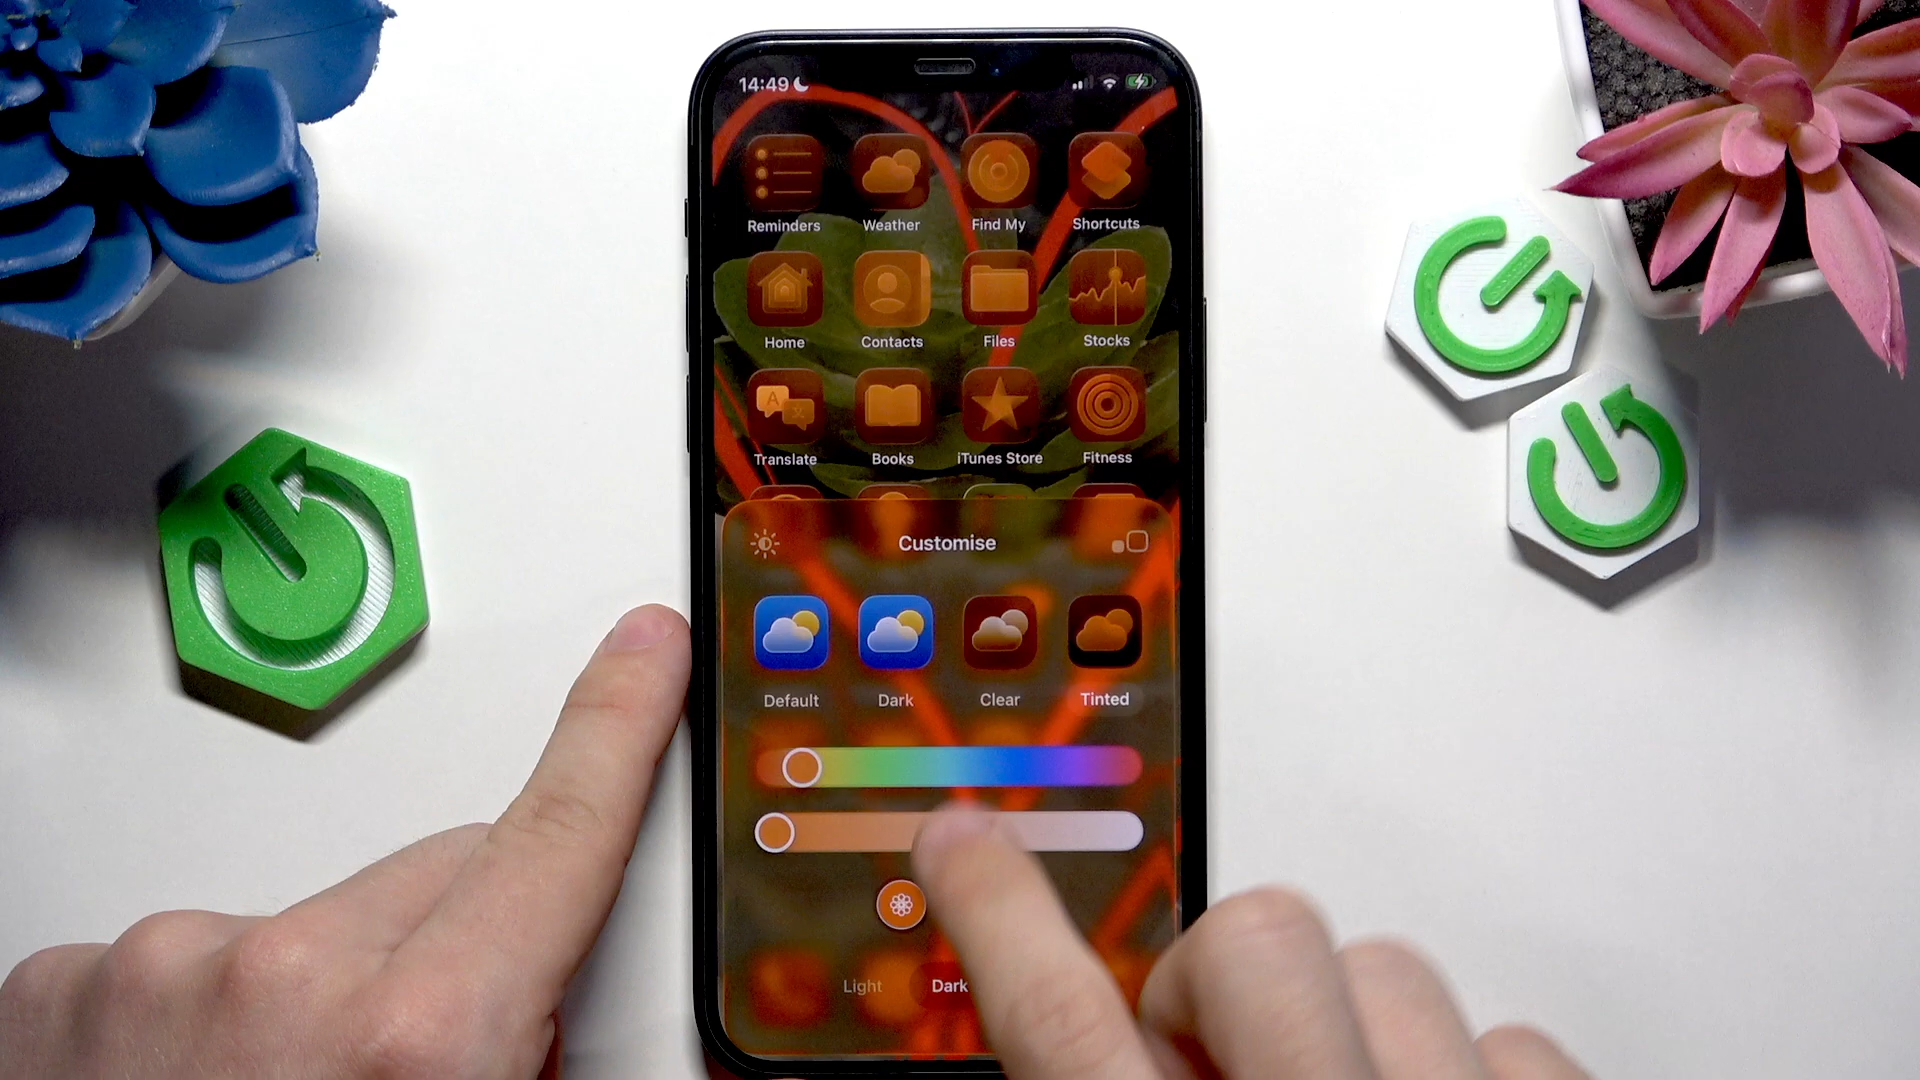 14:49
Reminders Weather Find My Shortcuts
Home Contacts Files Stocks
A 文
Translate Books iTunes Store Fitness
Customise
Default Dark Clear Tinted
Light Dark